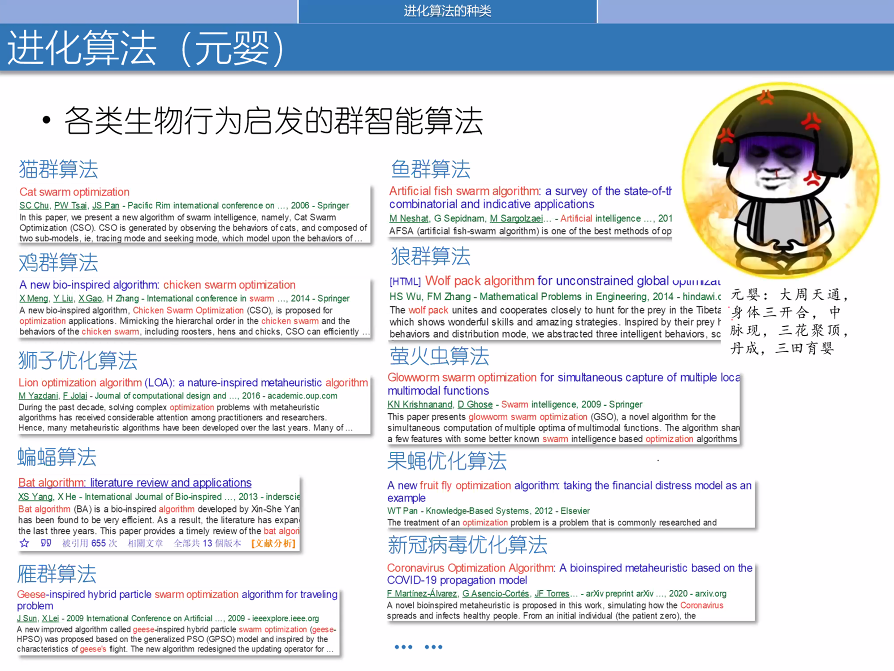 进化算法的种类
进化算法（元婴）
• 各类生物行为启发的群智能算法
猫群算法
Cat swarm optimization
SC Chu, PW Tsai, JS Pan - Pacific Rim international conference on …, 2006 - Springer
In this paper, we present a new algorithm of swarm intelligence, namely, Cat Swarm
Optimization (CSO). CSO is generated by observing the behaviors of cats, and composed of
two sub-models, ie, tracing mode and seeking mode, which model upon the behaviors of …
鸡群算法
A new bio-inspired algorithm: chicken swarm optimization
X Meng, Y Liu, X Gao, H Zhang - International conference in swarm …, 2014 - Springer
A new bio-inspired algorithm, Chicken Swarm Optimization (CSO), is proposed for
optimization applications. Mimicking the hierarchal order in the chicken swarm and the
behaviors of the chicken swarm, including roosters, hens and chicks, CSO can efficiently …
狮子优化算法
Lion optimization algorithm (LOA): a nature-inspired metaheuristic algorithm
M Yazdani, F Jolai - Journal of computational design and …, 2016 - academic.oup.com
During the past decade, solving complex optimization problems with metaheuristic
algorithms has received considerable attention among practitioners and researchers.
Hence, many metaheuristic algorithms have been developed over the last years. Many of …
蝙蝠算法
Bat algorithm: literature review and applications
XS Yang, X He - International Journal of Bio-inspired …, 2013 - inderscie
Bat algorithm (BA) is a bio-inspired algorithm developed by Xin-She Yan
has been found to be very efficient. As a result, the literature has expan
the last three years. This paper provides a timely review of the bat algori
被引用 655 次 相關文章 全部共 13 個版本 [文献分析]
雁群算法
Geese-inspired hybrid particle swarm optimization algorithm for traveling
problem
J Sun, X Lei - 2009 International Conference on Artificial …, 2009 - ieeexplore.ieee.org
A new improved algorithm called geese-inspired hybrid particle swarm optimization (geese-
HPSO) was proposed based on the generalized PSO (GPSO) model and inspired by the
characteristics of geese's flight. The new algorithm redesigned the updating operator for …
鱼群算法
Artificial fish swarm algorithm: a survey of the state-of-th
combinatorial and indicative applications
M Neshat, G Sepidnam, M Sargolzaei… - Artificial intelligence …, 201
AFSA (artificial fish-swarm algorithm) is one of the best methods of op
狼群算法
[HTML] Wolf pack algorithm for unconstrained global optimizat
HS Wu, FM Zhang - Mathematical Problems in Engineering, 2014 - hindawi.c
The wolf pack unites and cooperates closely to hunt for the prey in the Tibeta
which shows wonderful skills and amazing strategies. Inspired by their prey h
behaviors and distribution mode, we abstracted three intelligent behaviors, sc
萤火虫算法
Glowworm swarm optimization for simultaneous capture of multiple loca
multimodal functions
KN Krishnanand, D Ghose - Swarm intelligence, 2009 - Springer
This paper presents glowworm swarm optimization (GSO), a novel algorithm for the
simultaneous computation of multiple optima of multimodal functions. The algorithm share
a few features with some better known swarm intelligence based optimization algorithms
果蝇优化算法
A new fruit fly optimization algorithm: taking the financial distress model as an
example
WT Pan - Knowledge-Based Systems, 2012 - Elsevier
The treatment of an optimization problem is a problem that is commonly researched and
新冠病毒优化算法
Coronavirus Optimization Algorithm: A bioinspired metaheuristic based on the
COVID-19 propagation model
F Martínez-Álvarez, G Asencio-Cortés, JF Torres… - arXiv preprint arXiv …, 2020 - arxiv.org
A novel bioinspired metaheuristic is proposed in this work, simulating how the Coronavirus
spreads and infects healthy people. From an initial individual (the patient zero), the
… …
元婴：大周天通，
身体三开合，中
脉现，三花聚顶，
丹成，三田育婴